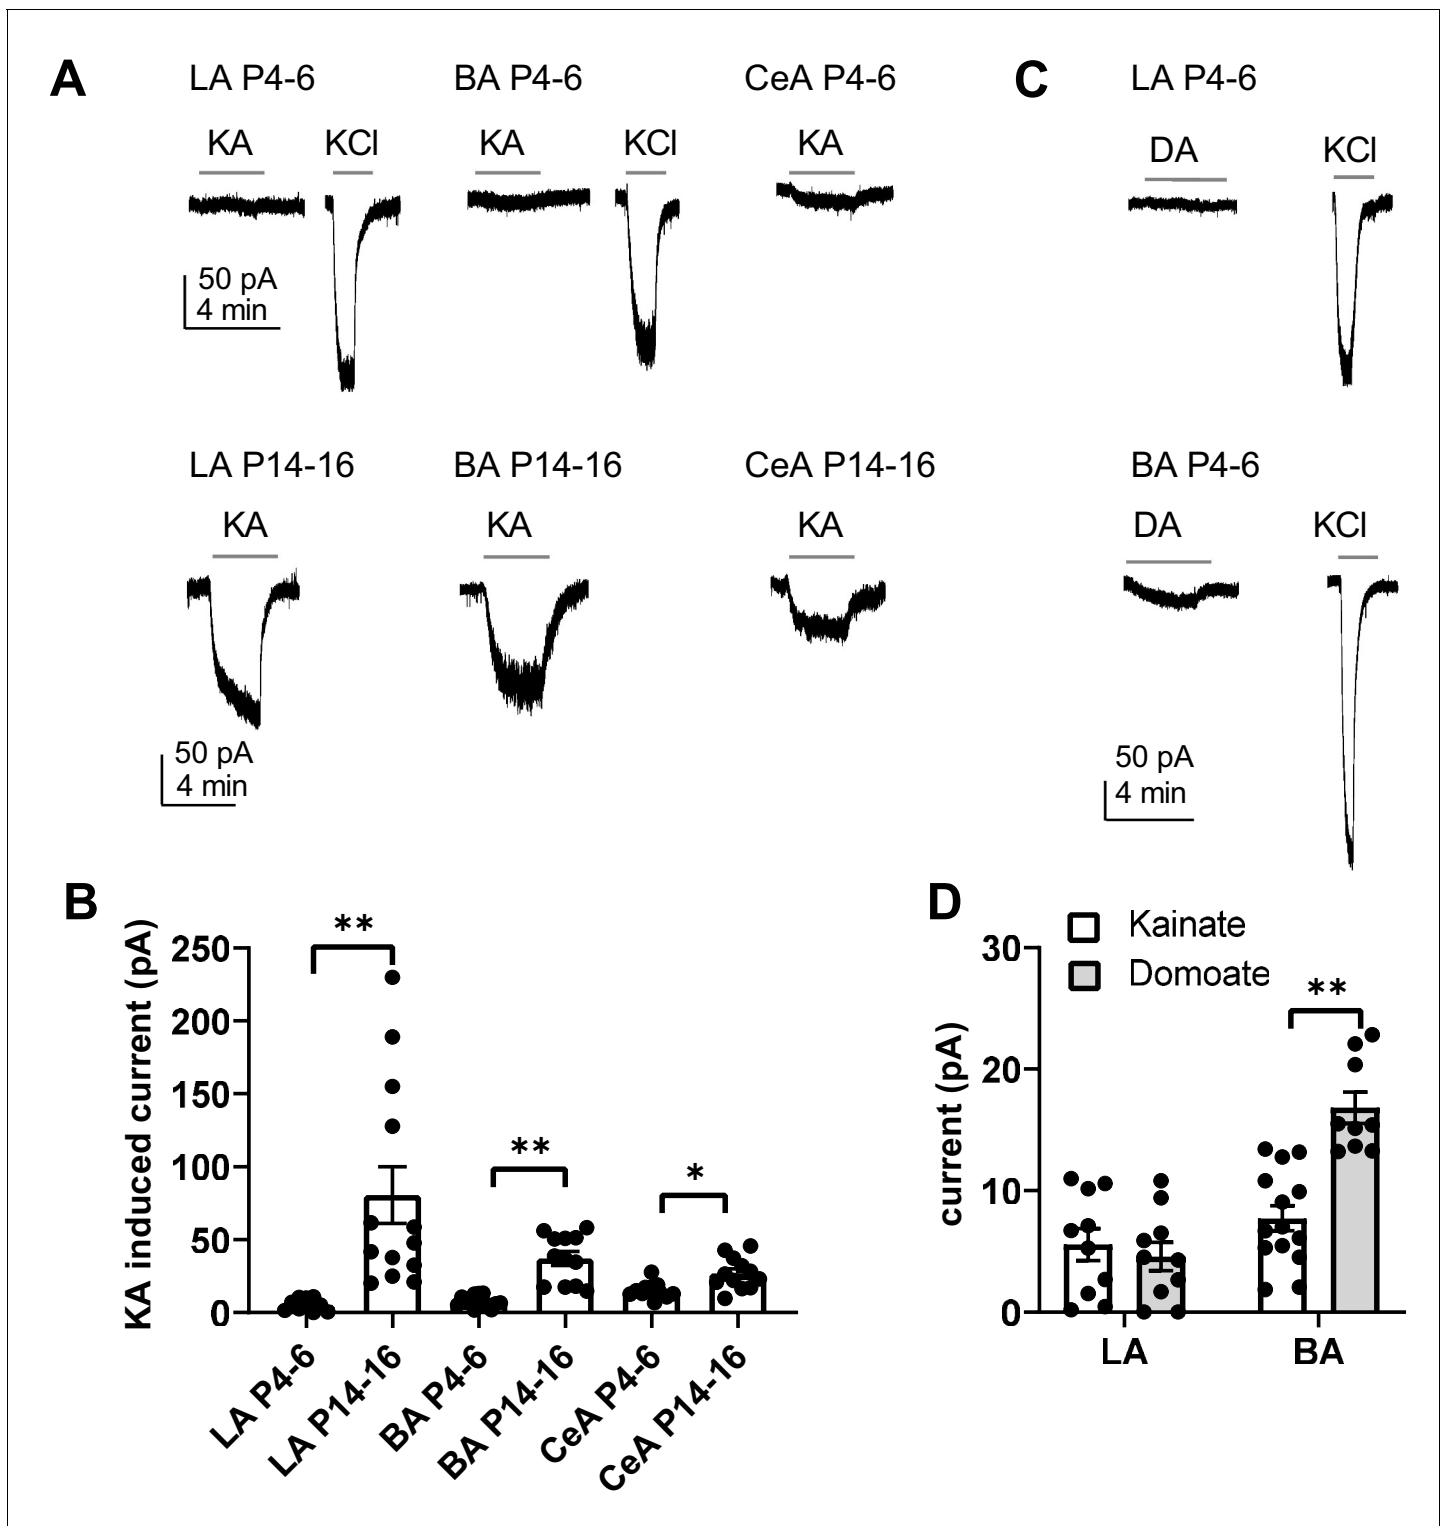 A
LA P4-6
BA P4-6
CeA P4-6
KA
KCl
KA
KCl
KA
50 pA
4 min
LA P14-16
BA P14-16
CeA P14-16
KA
KA
KA
50 pA
4 min
C
LA P4-6
DA
KCl
BA P4-6
DA
KCl
50 pA
4 min
B
KA induced current (pA)
250
200
150
100
50
0
**
**
*
LA P4-6
LA P14-16
BA P4-6
BA P14-16
CeA P4-6
CeA P14-16
D
Kainate
Domoate
current (pA)
30
20
10
0
**
LA
BA